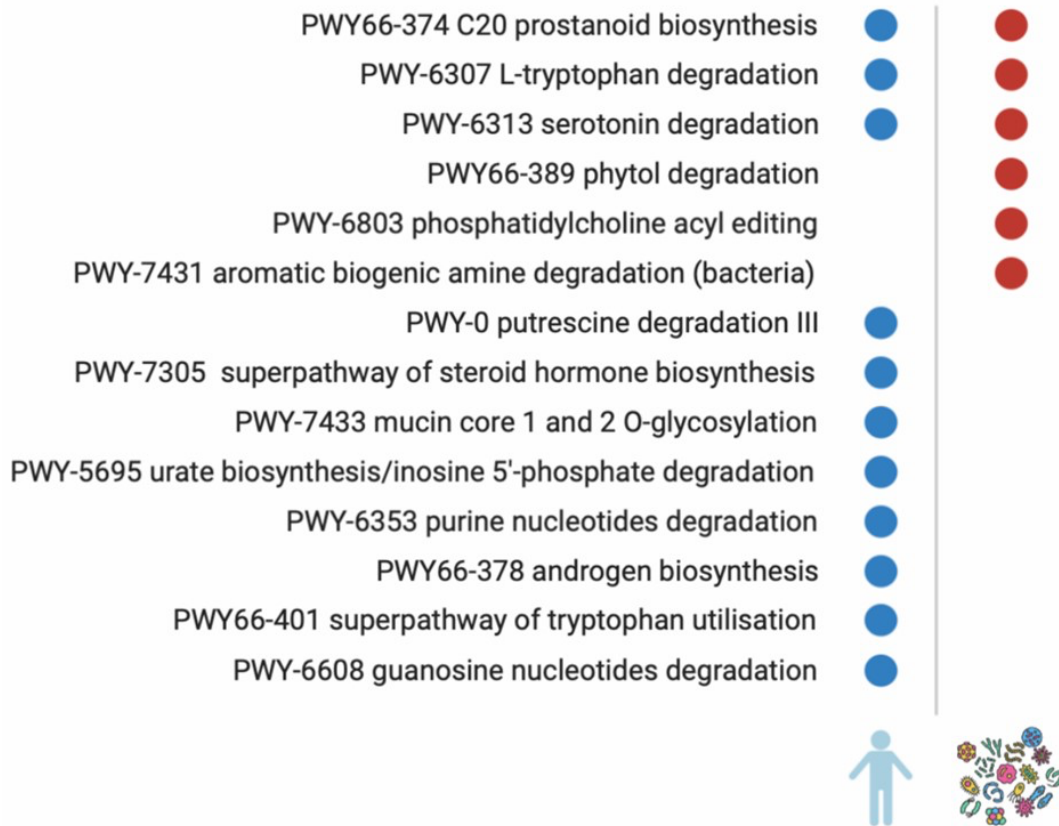 PWY66-374 C20 prostanoid biosynthesis
PWY-6307 L-tryptophan degradation
PWY-6313 serotonin degradation
PWY66-389 phytol degradation
PWY-6803 phosphatidylcholine acyl editing
PWY-7431 aromatic biogenic amine degradation (bacteria)
PWY-0 putrescine degradation III
PWY-7305 superpathway of steroid hormone biosynthesis
PWY-7433 mucin core 1 and 2 O-glycosylation
PWY-5695 urate biosynthesis/inosine 5'-phosphate degradation
PWY-6353 purine nucleotides degradation
PWY66-378 androgen biosynthesis
PWY66-401 superpathway of tryptophan utilisation
PWY-6608 guanosine nucleotides degradation